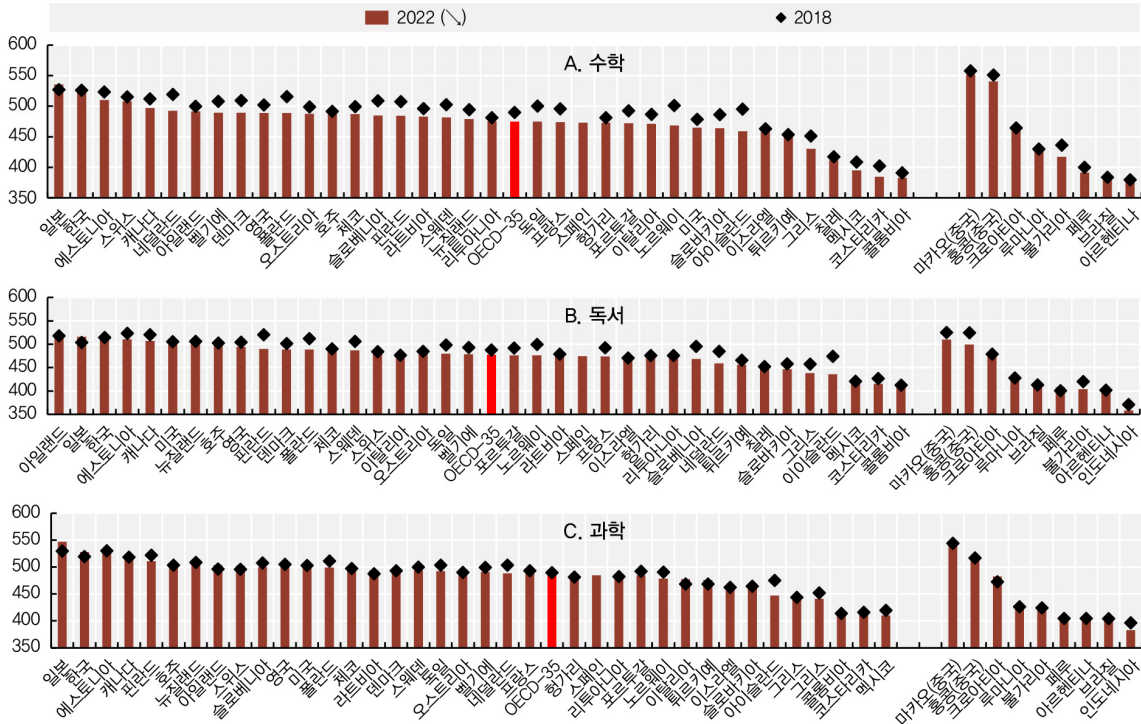 2022 (↘) 2018
A. 수학
600
550
500
450
400
350
일본 한국 에스토니아 스위스 캐나다 네덜란드 아일랜드 벨기에 덴마크 영국 폴란드 오스트리아 호주 체코 슬로베니아 핀란드 라트비아 스웨덴 뉴질랜드 리투아니아 OECD-35 독일 프랑스 스페인 헝가리 포르투갈 이탈리아 노르웨이 미국 슬로바키아 아이슬란드 이스라엘 튀르키예 그리스 칠레 멕시코 코스타리카 콜롬비아 마카오(중국) 홍콩(중국) 크로아티아 루마니아 불가리아 페루 브라질 아르헨티나
B. 독서
600
550
500
450
400
350
아일랜드 일본 한국 에스토니아 캐나다 미국 뉴질랜드 호주 영국 핀란드 덴마크 폴란드 체코 스웨덴 스위스 이탈리아 오스트리아 독일 벨기에 OECD-35 포르투갈 노르웨이 라트비아 스페인 프랑스 이스라엘 헝가리 리투아니아 슬로베니아 네덜란드 튀르키예 칠레 슬로바키아 그리스 아이슬란드 멕시코 코스타리카 콜롬비아 마카오(중국) 홍콩(중국) 크로아티아 루마니아 브라질 페루 불가리아 아르헨티나 인도네시아
C. 과학
600
550
500
450
400
350
일본 한국 에스토니아 캐나다 핀란드 호주 뉴질랜드 아일랜드 스위스 슬로베니아 영국 미국 폴란드 체코 라트비아 덴마크 스웨덴 독일 오스트리아 벨기에 네덜란드 프랑스 OECD-35 헝가리 스페인 리투아니아 포르투갈 노르웨이 이탈리아 튀르키예 이스라엘 슬로바키아 아이슬란드 그리스 그리스 콜롬비아 코스타리카 멕시코 마카오(중국) 홍콩(중국) 크로아티아 루마니아 불가리아 페루 아르헨티나 브라질 인도네시아